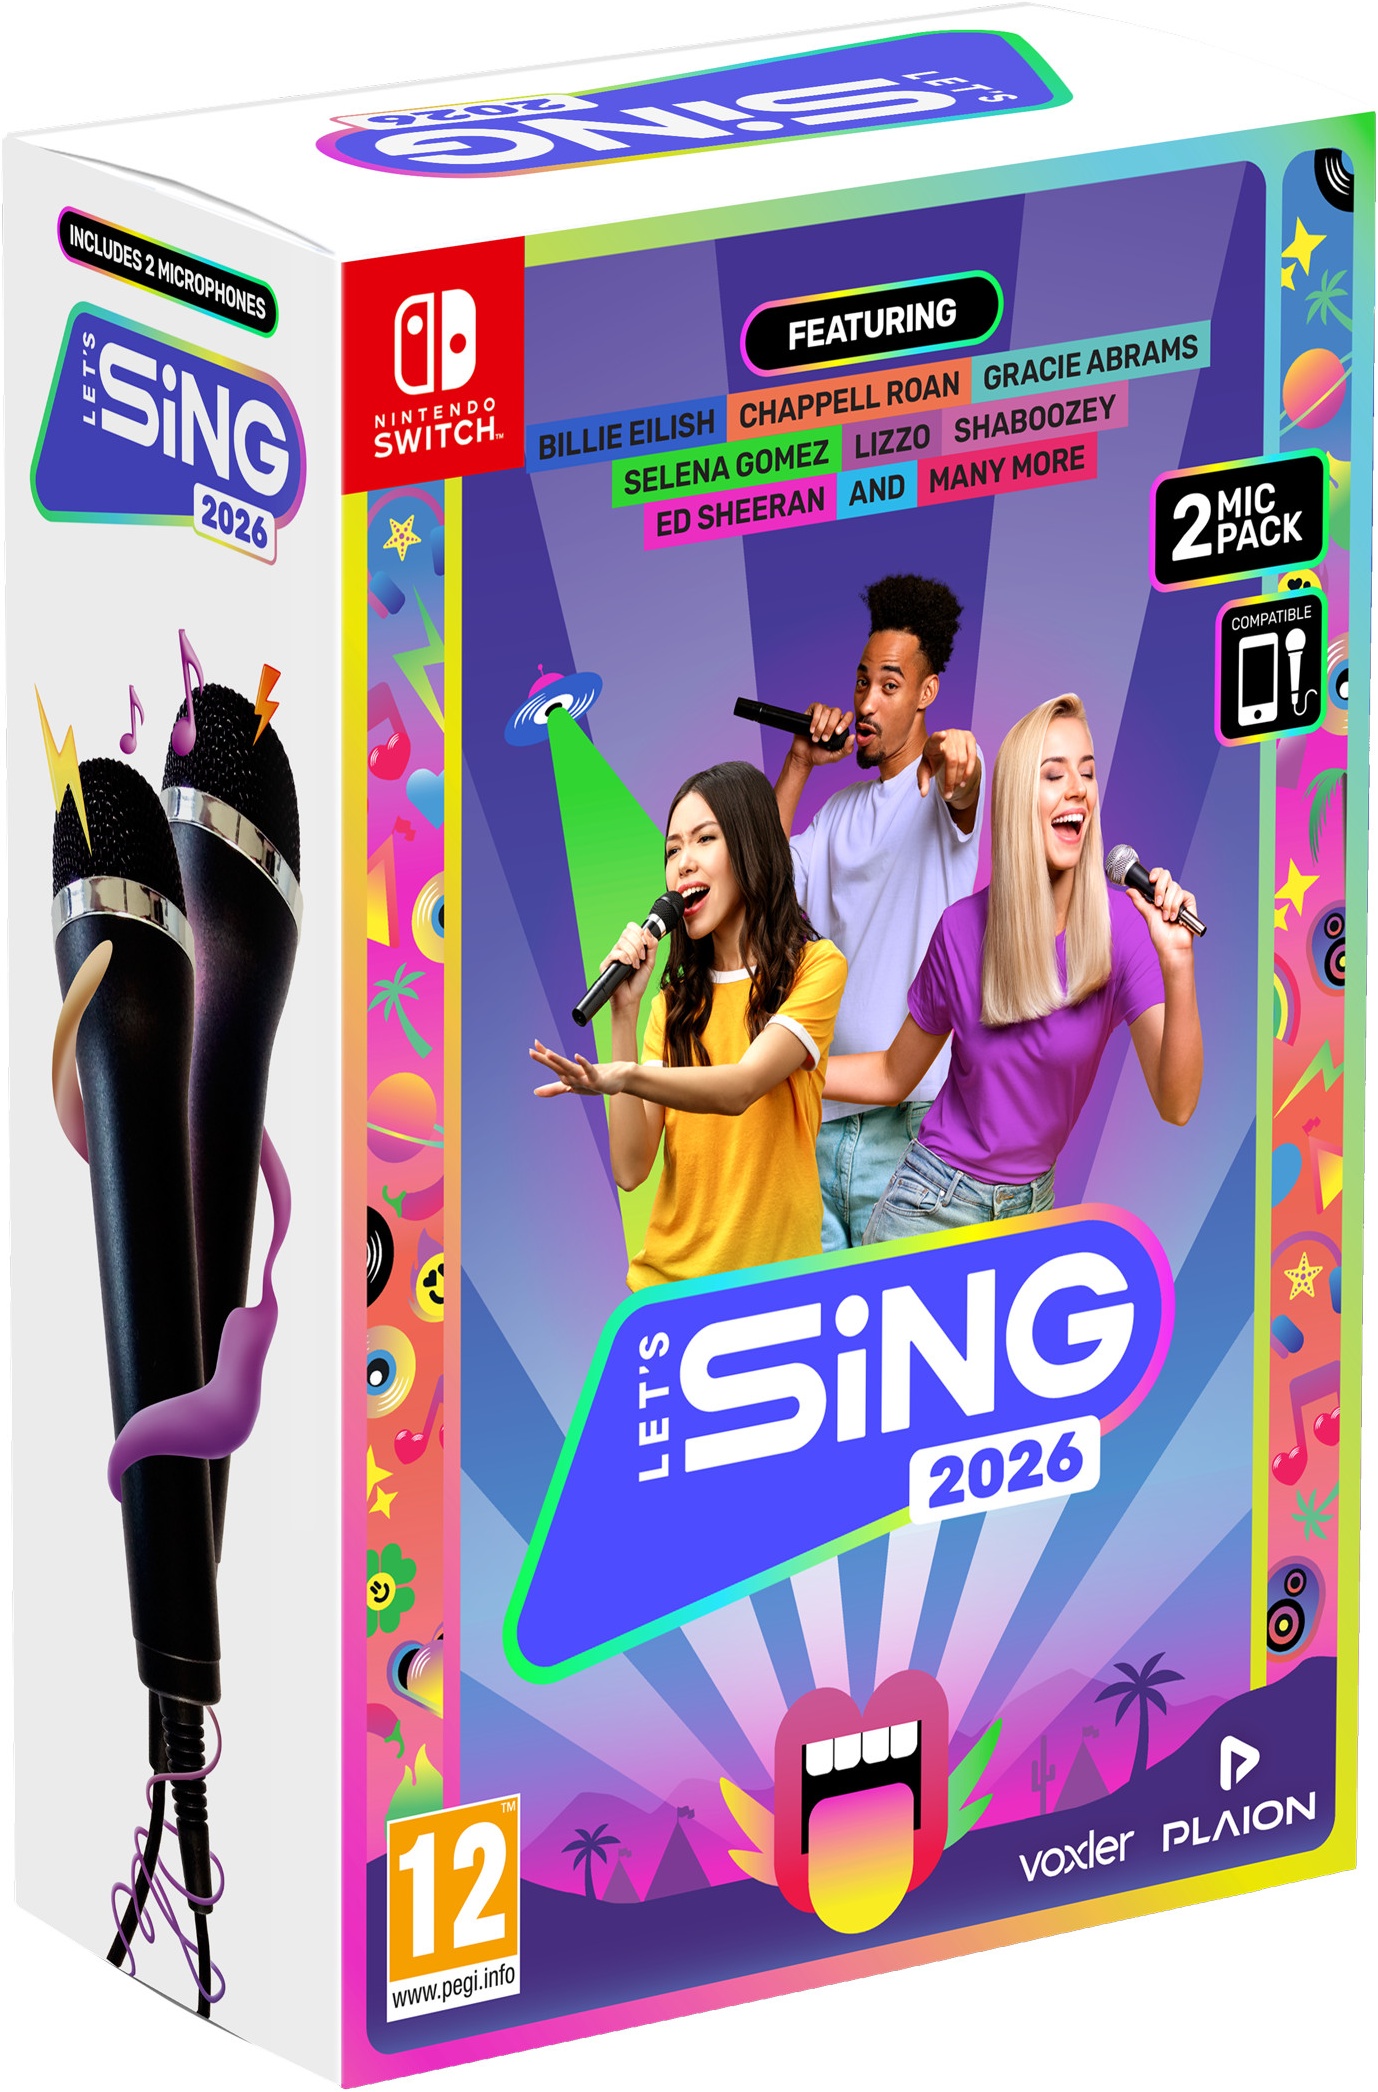 LET'S
SiNG
2026
INCLUDES 2 MICROPHONES
LET'S
SiNG
2026
NINTENDO
SWITCH™
FEATURING
BILLIE EILISH CHAPPELL ROAN GRACIE ABRAMS
SELENA GOMEZ LIZZO SHABOOZEY
ED SHEERAN AND MANY MORE
2 MIC
PACK
COMPATIBLE
LET'S
SiNG
2026
12™
www.pegi.info
voxler
PLAION